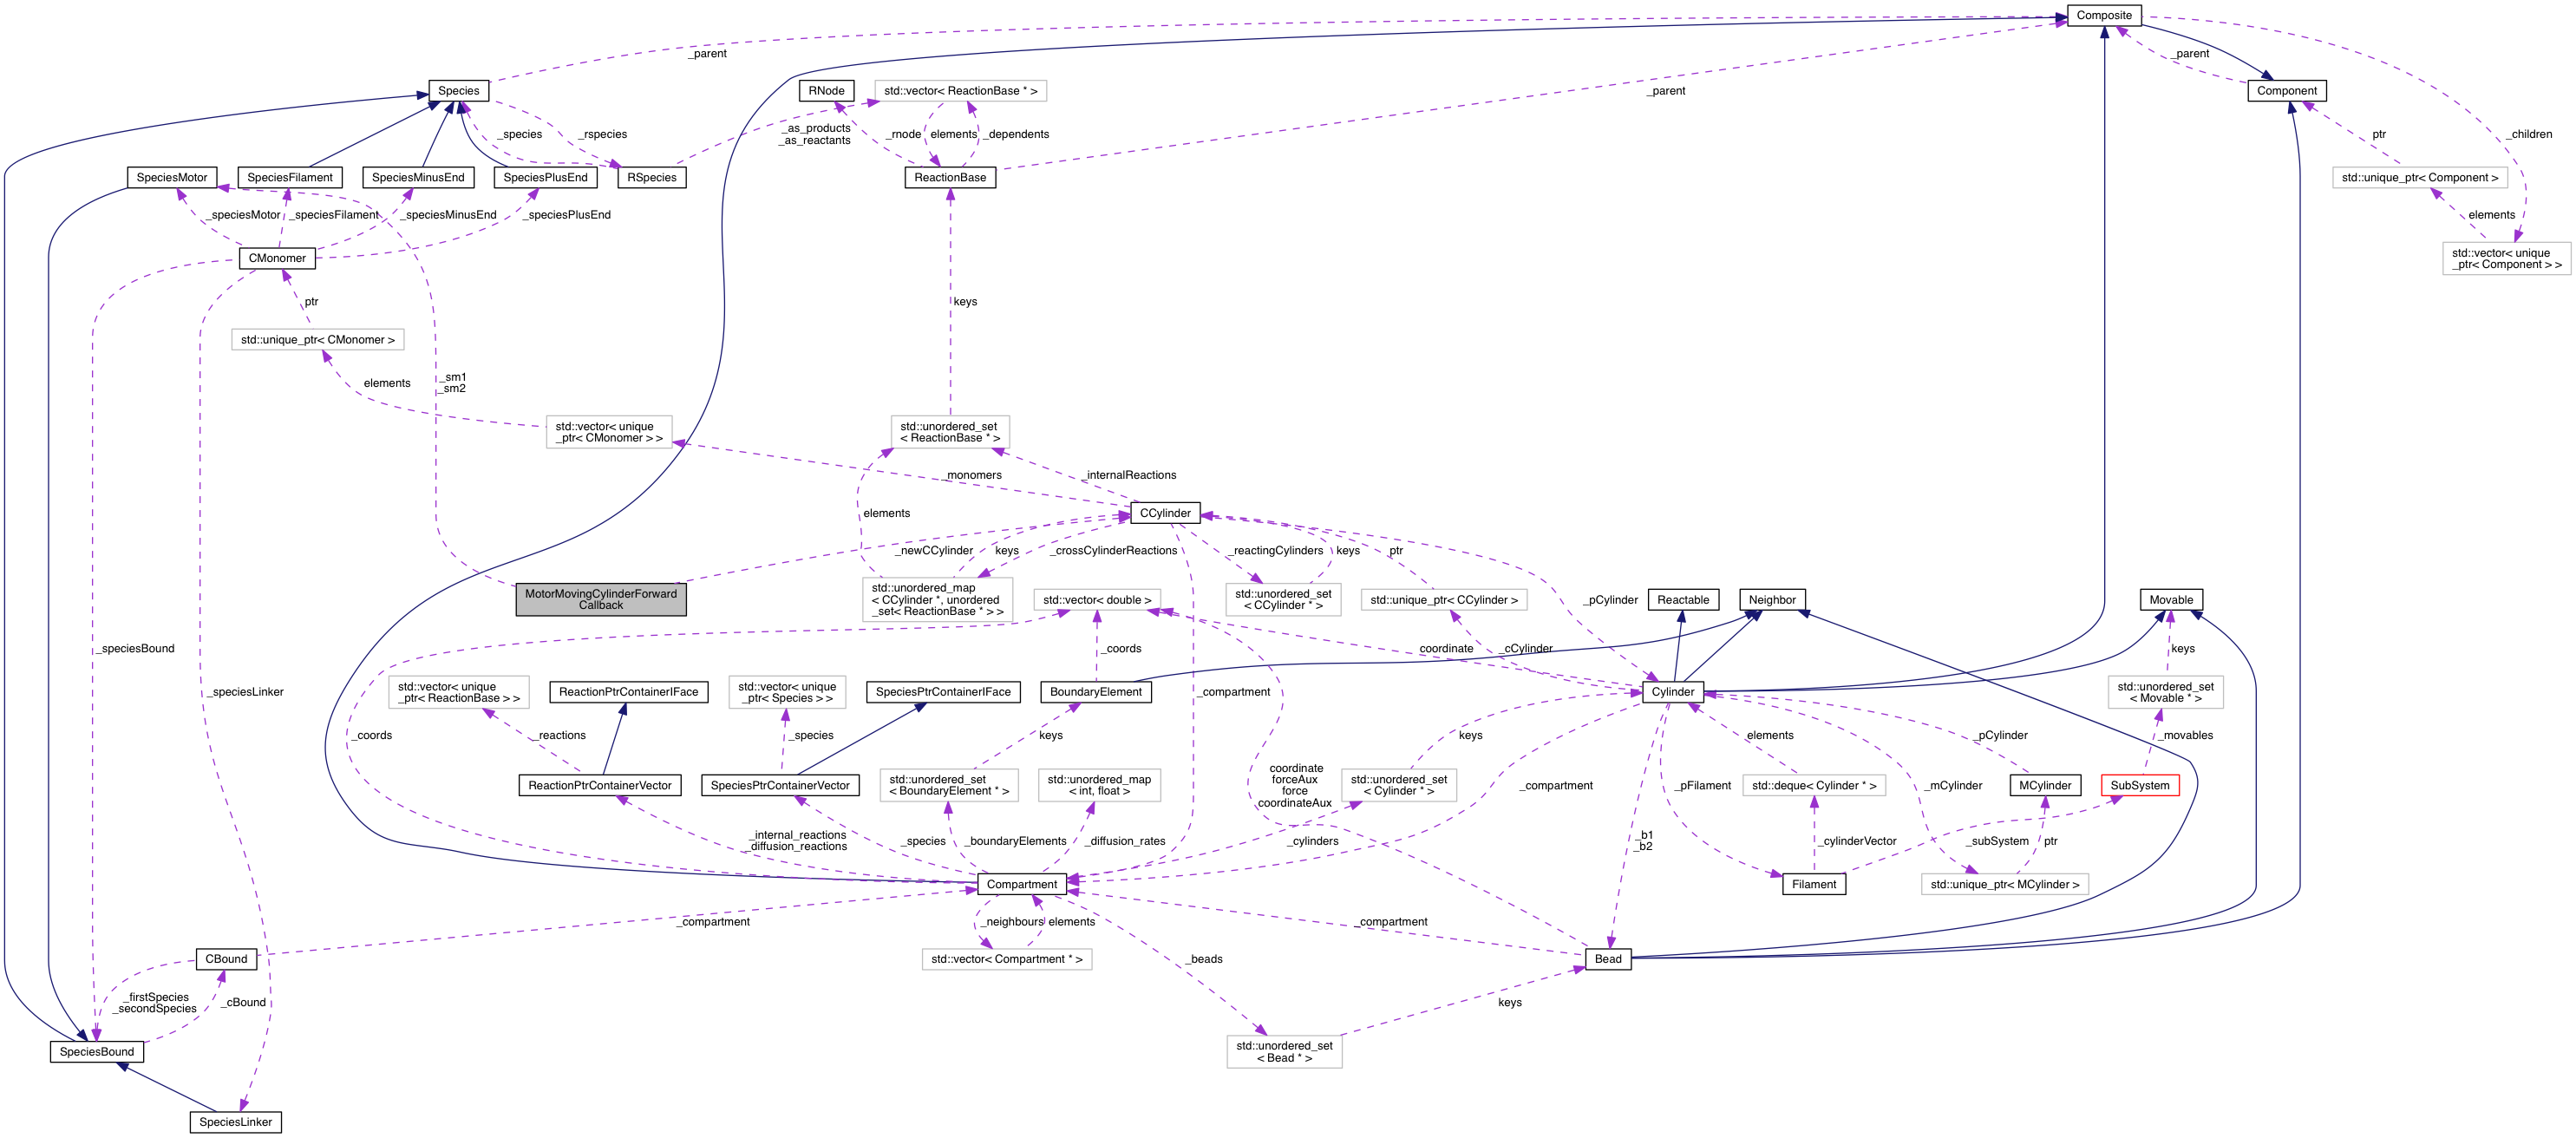 Composite
_parent
Species
RNode
std::vector< ReactionBase * >
_parent
Component
_parent
_as_products
_as_reactants
_species
_rspecies
_rnode
elements
_dependents
ptr
_children
SpeciesMotor
SpeciesFilament
SpeciesMinusEnd
SpeciesPlusEnd
RSpecies
ReactionBase
std::unique_ptr< Component >
_speciesMotor
_speciesFilament
_speciesMinusEnd
_speciesPlusEnd
elements
CMonomer
std::vector< unique
_ptr< Component > >
ptr
keys
std::unique_ptr< CMonomer >
elements
_sm1
_sm2
std::vector< unique
_ptr< CMonomer > >
std::unordered_set
< ReactionBase * >
_monomers
_internalReactions
elements
CCylinder
_newCCylinder
keys
_crossCylinderReactions
_reactingCylinders
keys
ptr
MotorMovingCylinderForward
Callback
std::unordered_map
< CCylinder *, unordered
_set< ReactionBase * > >
std::vector< double >
std::unordered_set
< CCylinder * >
std::unique_ptr< CCylinder >
_pCylinder
Reactable
Neighbor
Movable
_speciesBound
_coords
coordinate
_cCylinder
keys
_speciesLinker
std::vector< unique
_ptr< ReactionBase > >
ReactionPtrContainerIFace
std::vector< unique
_ptr< Species > >
SpeciesPtrContainerIFace
BoundaryElement
_compartment
Cylinder
std::unordered_set
< Movable * >
_coords
_reactions
_species
keys
keys
elements
_pCylinder
_movables
ReactionPtrContainerVector
SpeciesPtrContainerVector
std::unordered_set
< BoundaryElement * >
std::unordered_map
< int, float >
coordinate
forceAux
force
coordinateAux
std::unordered_set
< Cylinder * >
_compartment
_pFilament
std::deque< Cylinder * >
_mCylinder
MCylinder
SubSystem
_internal_reactions
_diffusion_reactions
_species
_boundaryElements
_diffusion_rates
_cylinders
_b1
_b2
_cylinderVector
_subSystem
ptr
Compartment
Filament
std::unique_ptr< MCylinder >
_compartment
_neighbours
elements
_compartment
CBound
std::vector< Compartment * >
_beads
Bead
_firstSpecies
_secondSpecies
_cBound
keys
SpeciesBound
std::unordered_set
< Bead * >
SpeciesLinker